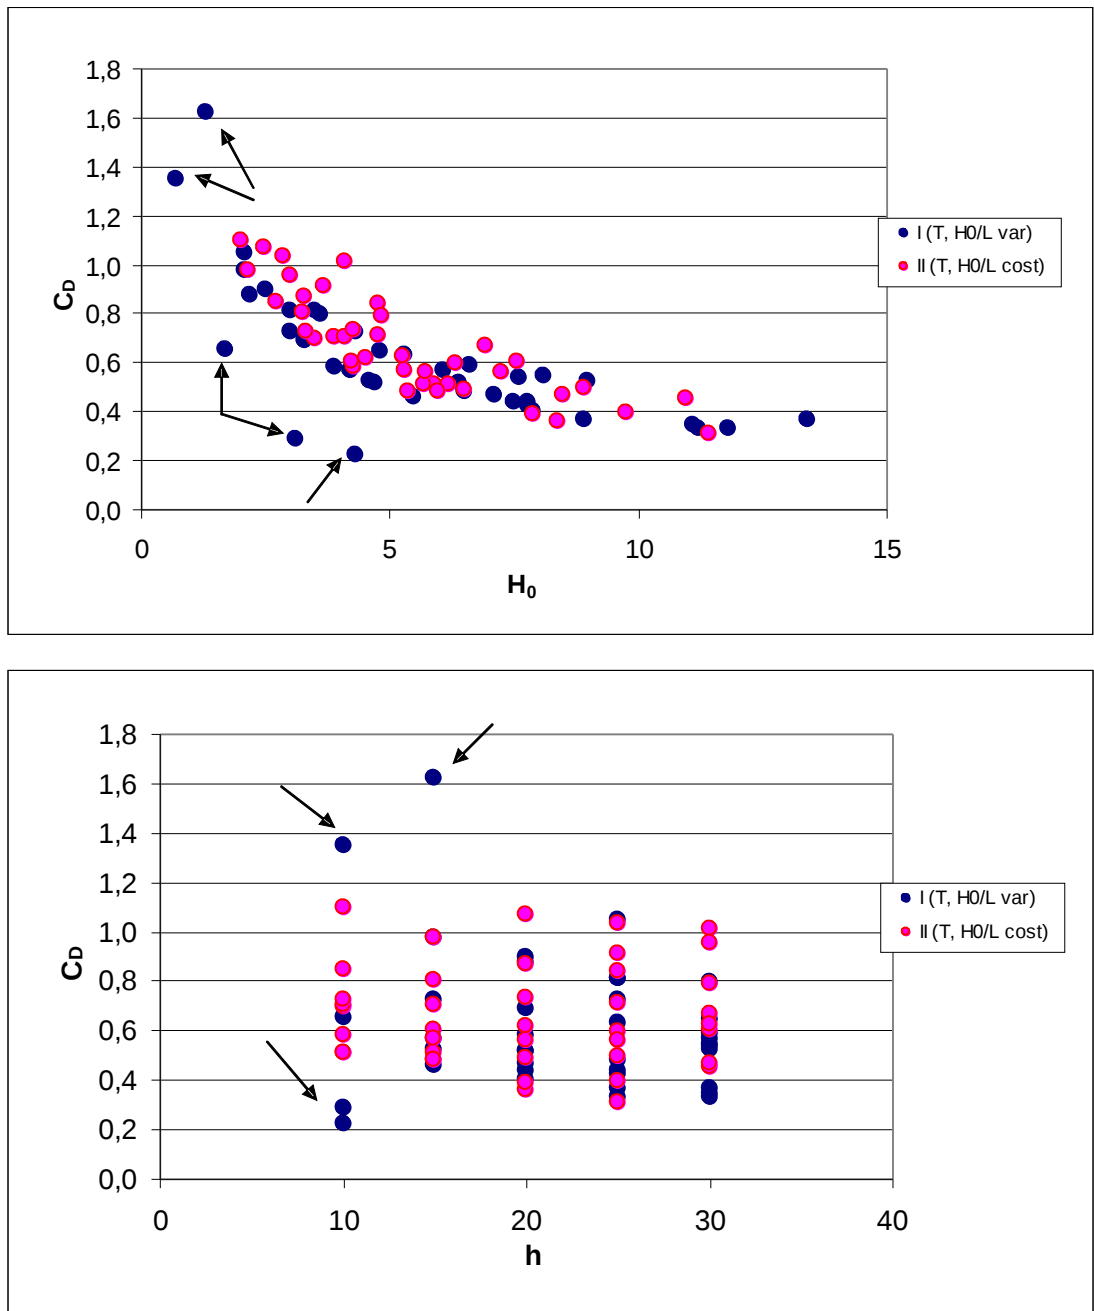 1,8
1,6
1,4
1,2
1,0
0,8
0,6
0,4
0,2
0,0
C_D
0 5 10 15
H₀
I (T, H0/L var)
II (T, H0/L cost)
1,8
1,6
1,4
1,2
1,0
0,8
0,6
0,4
0,2
0,0
C_D
0 10 20 30 40
h
I (T, H0/L var)
II (T, H0/L cost)